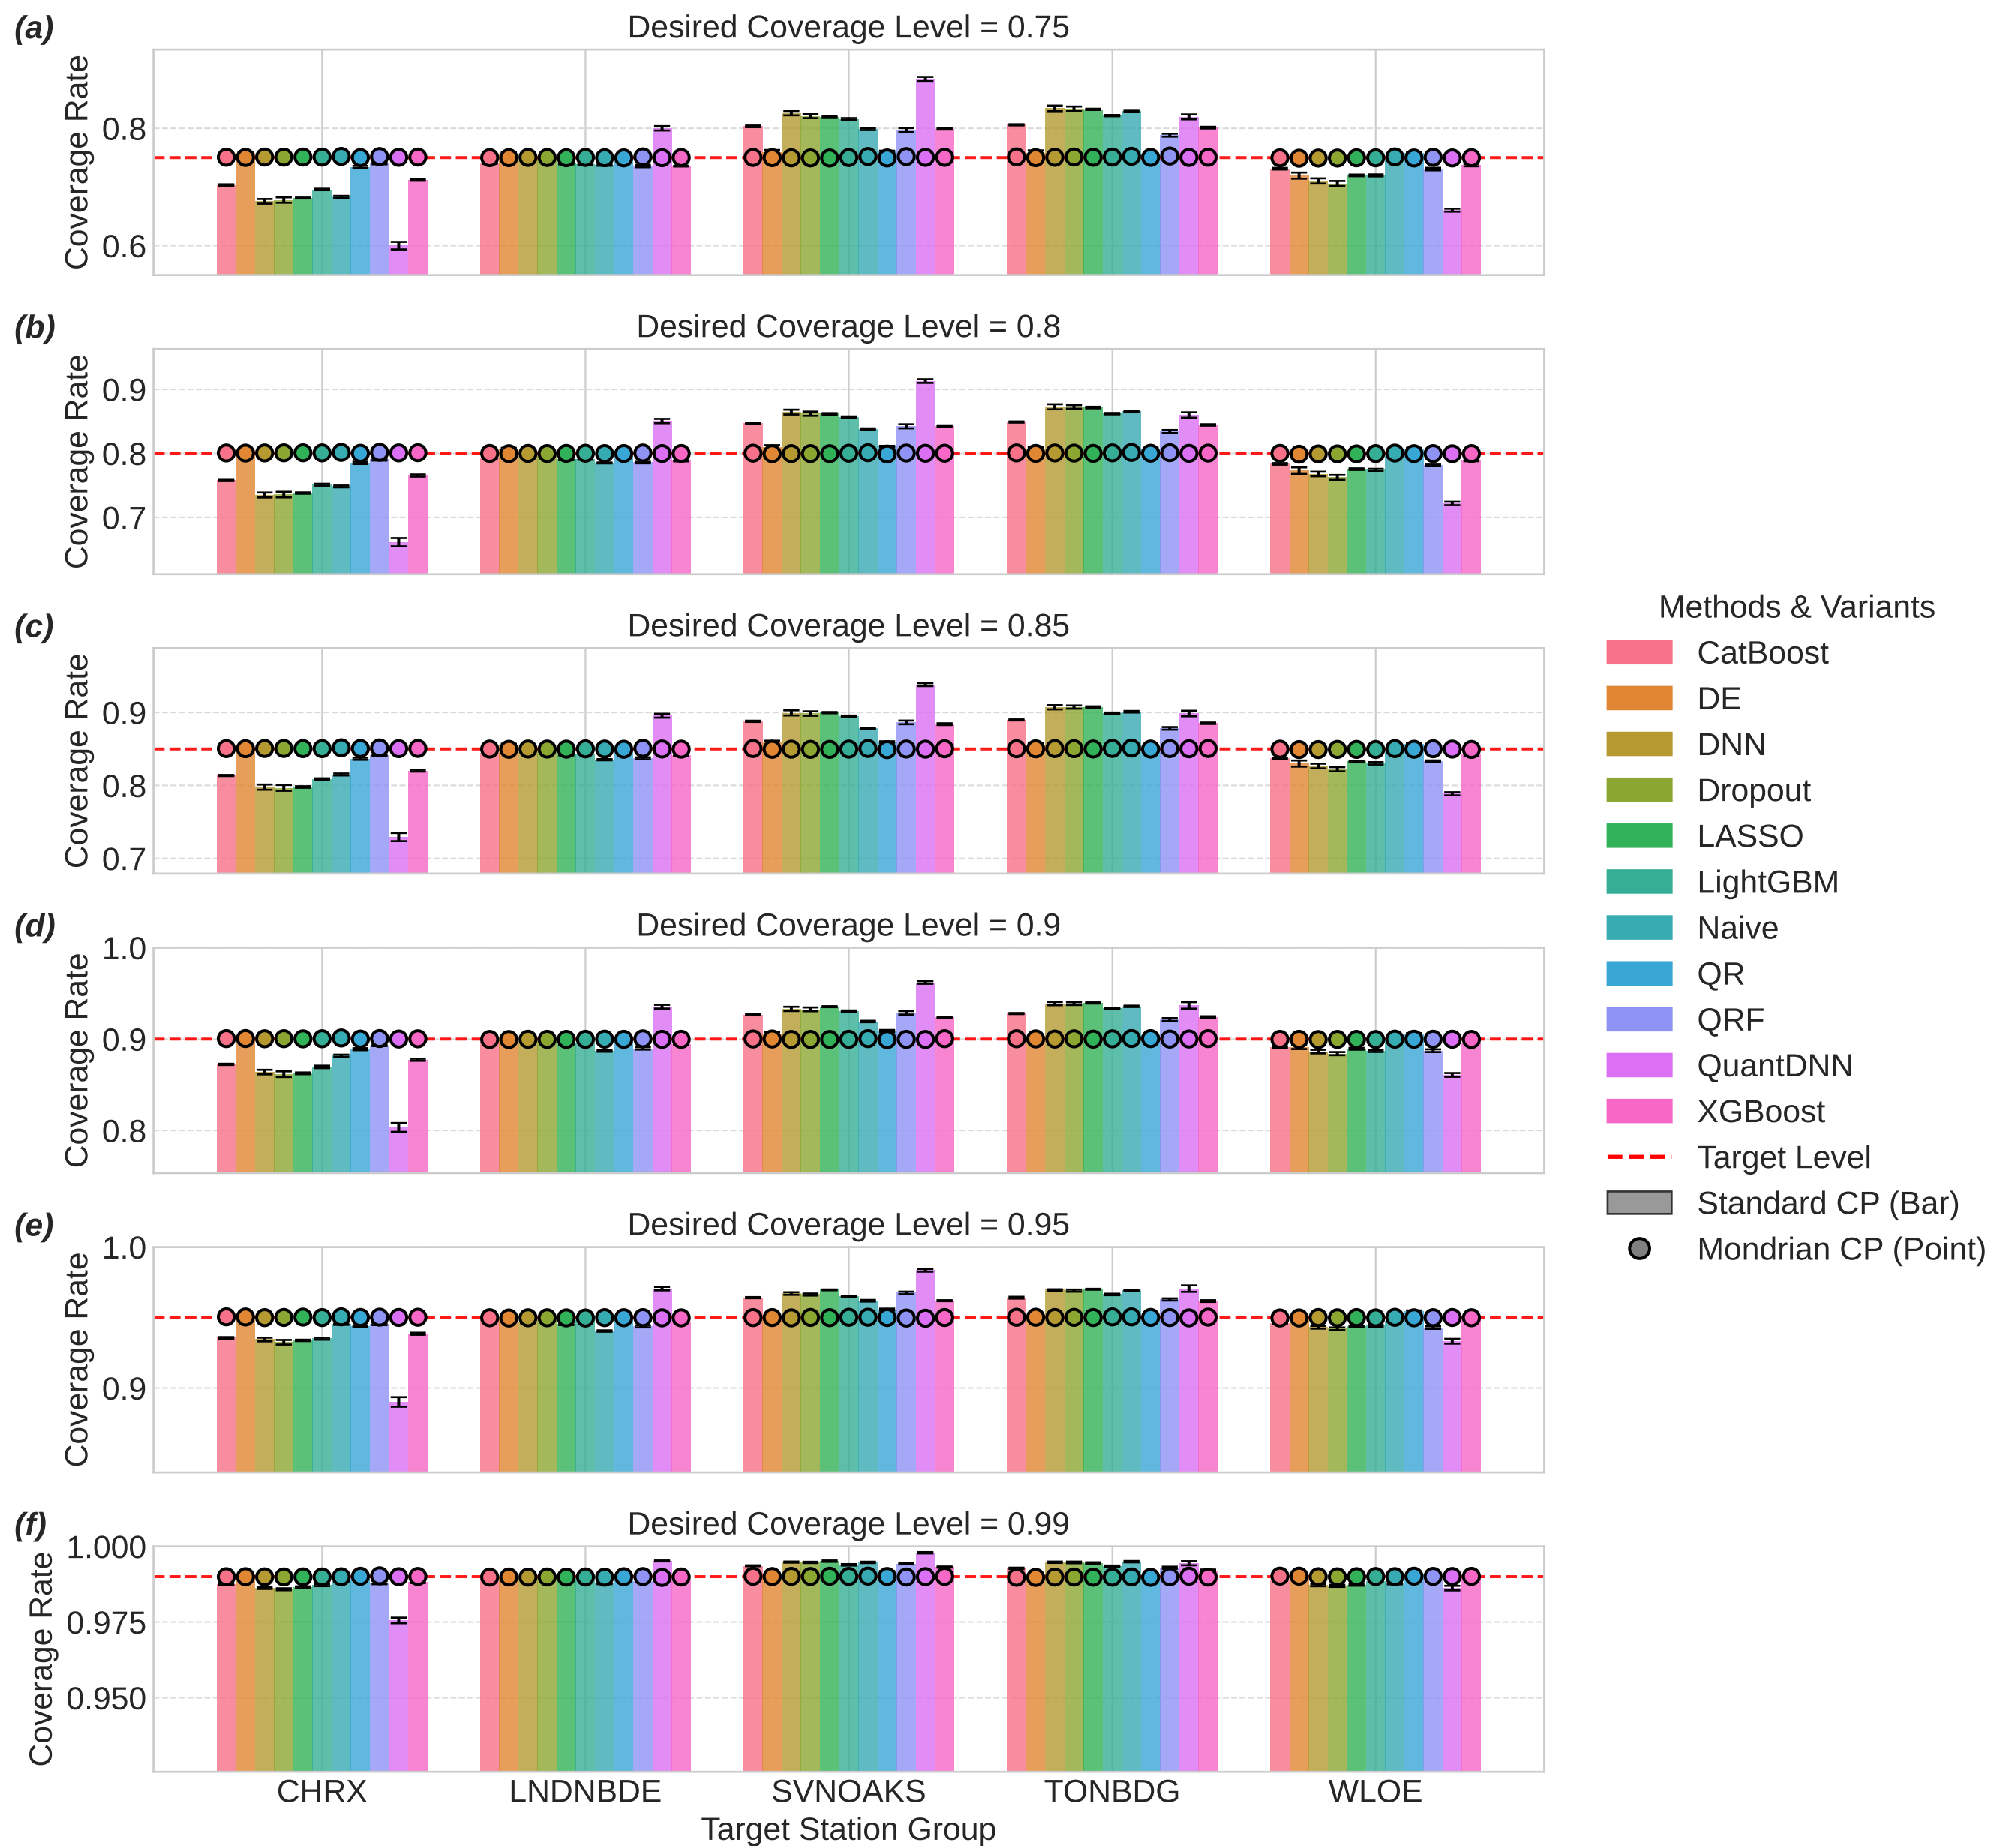 (a)
Desired Coverage Level = 0.75
Coverage Rate
0.8
0.6
(b)
Desired Coverage Level = 0.8
Coverage Rate
0.9
0.8
0.7
(c)
Desired Coverage Level = 0.85
Coverage Rate
0.9
0.8
0.7
(d)
Desired Coverage Level = 0.9
Coverage Rate
1.0
0.9
0.8
(e)
Desired Coverage Level = 0.95
Coverage Rate
1.0
0.9
(f)
Desired Coverage Level = 0.99
Coverage Rate
1.000
0.975
0.950
CHRX
LNDNBDE
SVNOAKS
TONBDG
WLOE
Target Station Group
Methods & Variants
CatBoost
DE
DNN
Dropout
LASSO
LightGBM
Naive
QR
QRF
QuantDNN
XGBoost
Target Level
Standard CP (Bar)
Mondrian CP (Point)